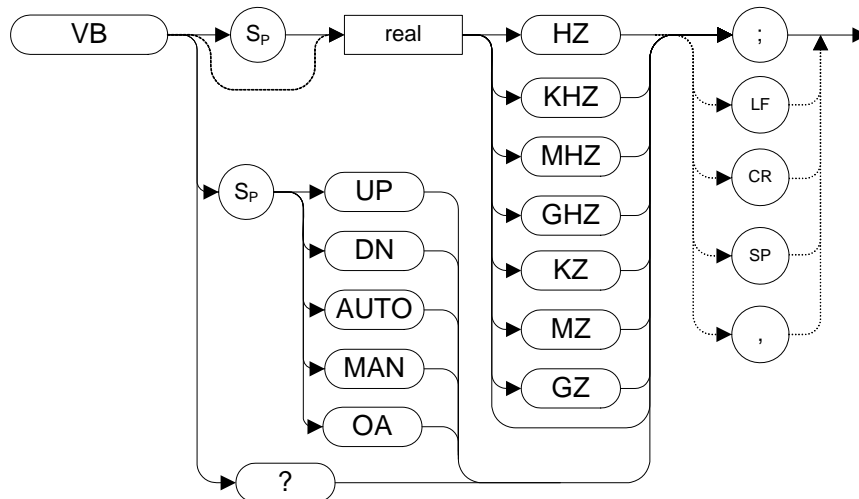 VB
SP
real
HZ
;
KHZ
LF
MHZ
CR
SP
UP
GHZ
DN
KZ
SP
AUTO
MZ
,
MAN
GZ
OA
?